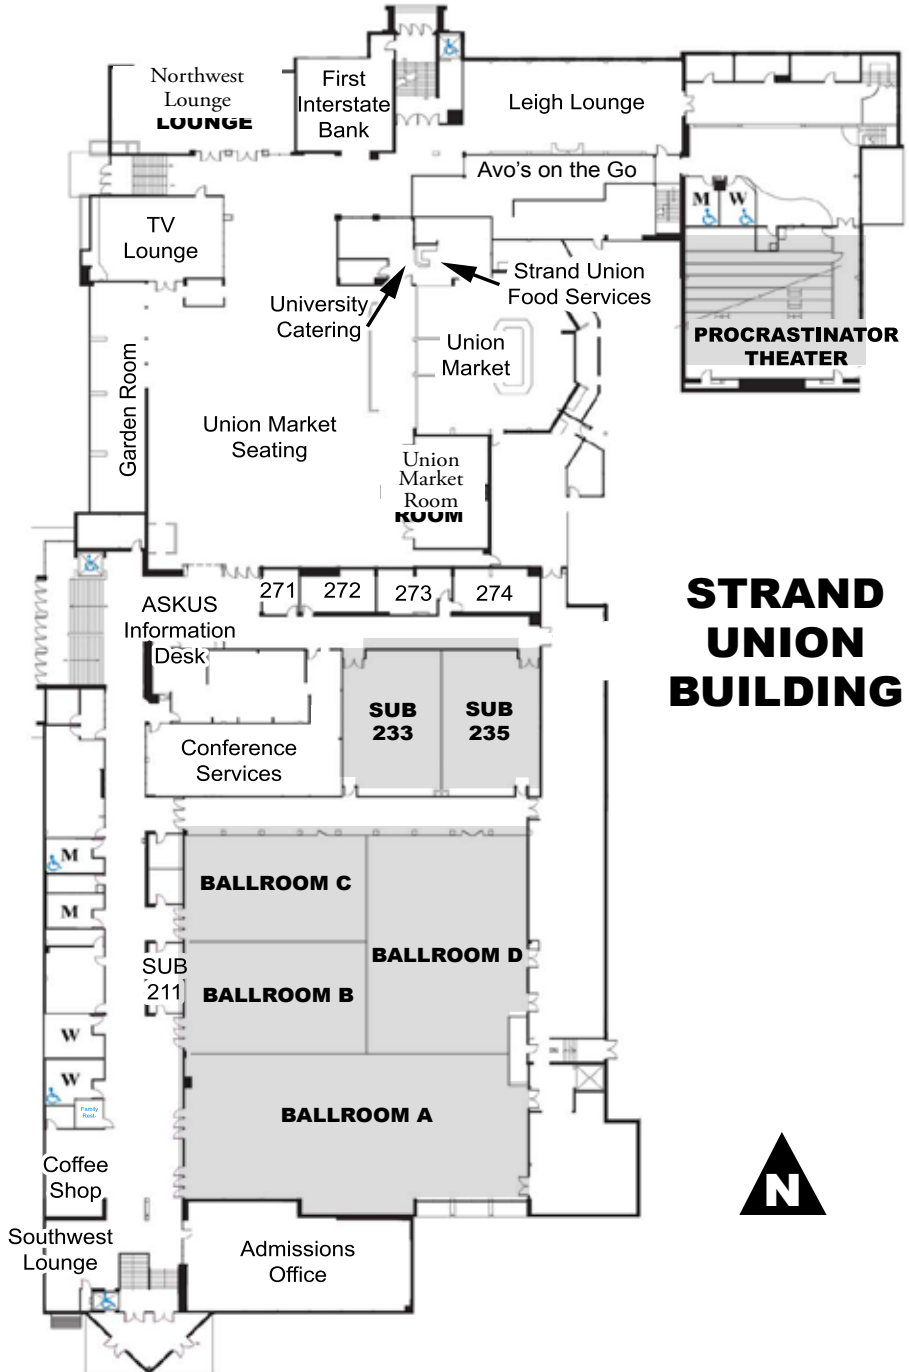 Northwest
Lounge
LOUNGE
First
Interstate
Bank
Leigh Lounge
Avo's on the Go
M W
TV
Lounge
Strand Union
Food Services
University
Catering
Union
Market
PROCRASTINATOR
THEATER
Garden Room
Union Market
Seating
Union
Market
Room
ROOM
271 272 273 274
STRAND
UNION
BUILDING
ASKUS
Information
Desk
SUB
233
SUB
235
Conference
Services
M
M
BALLROOM C
BALLROOM D
SUB
211
BALLROOM B
W
W
Family
Rest-
BALLROOM A
Coffee
Shop
N
Southwest
Lounge
Admissions
Office